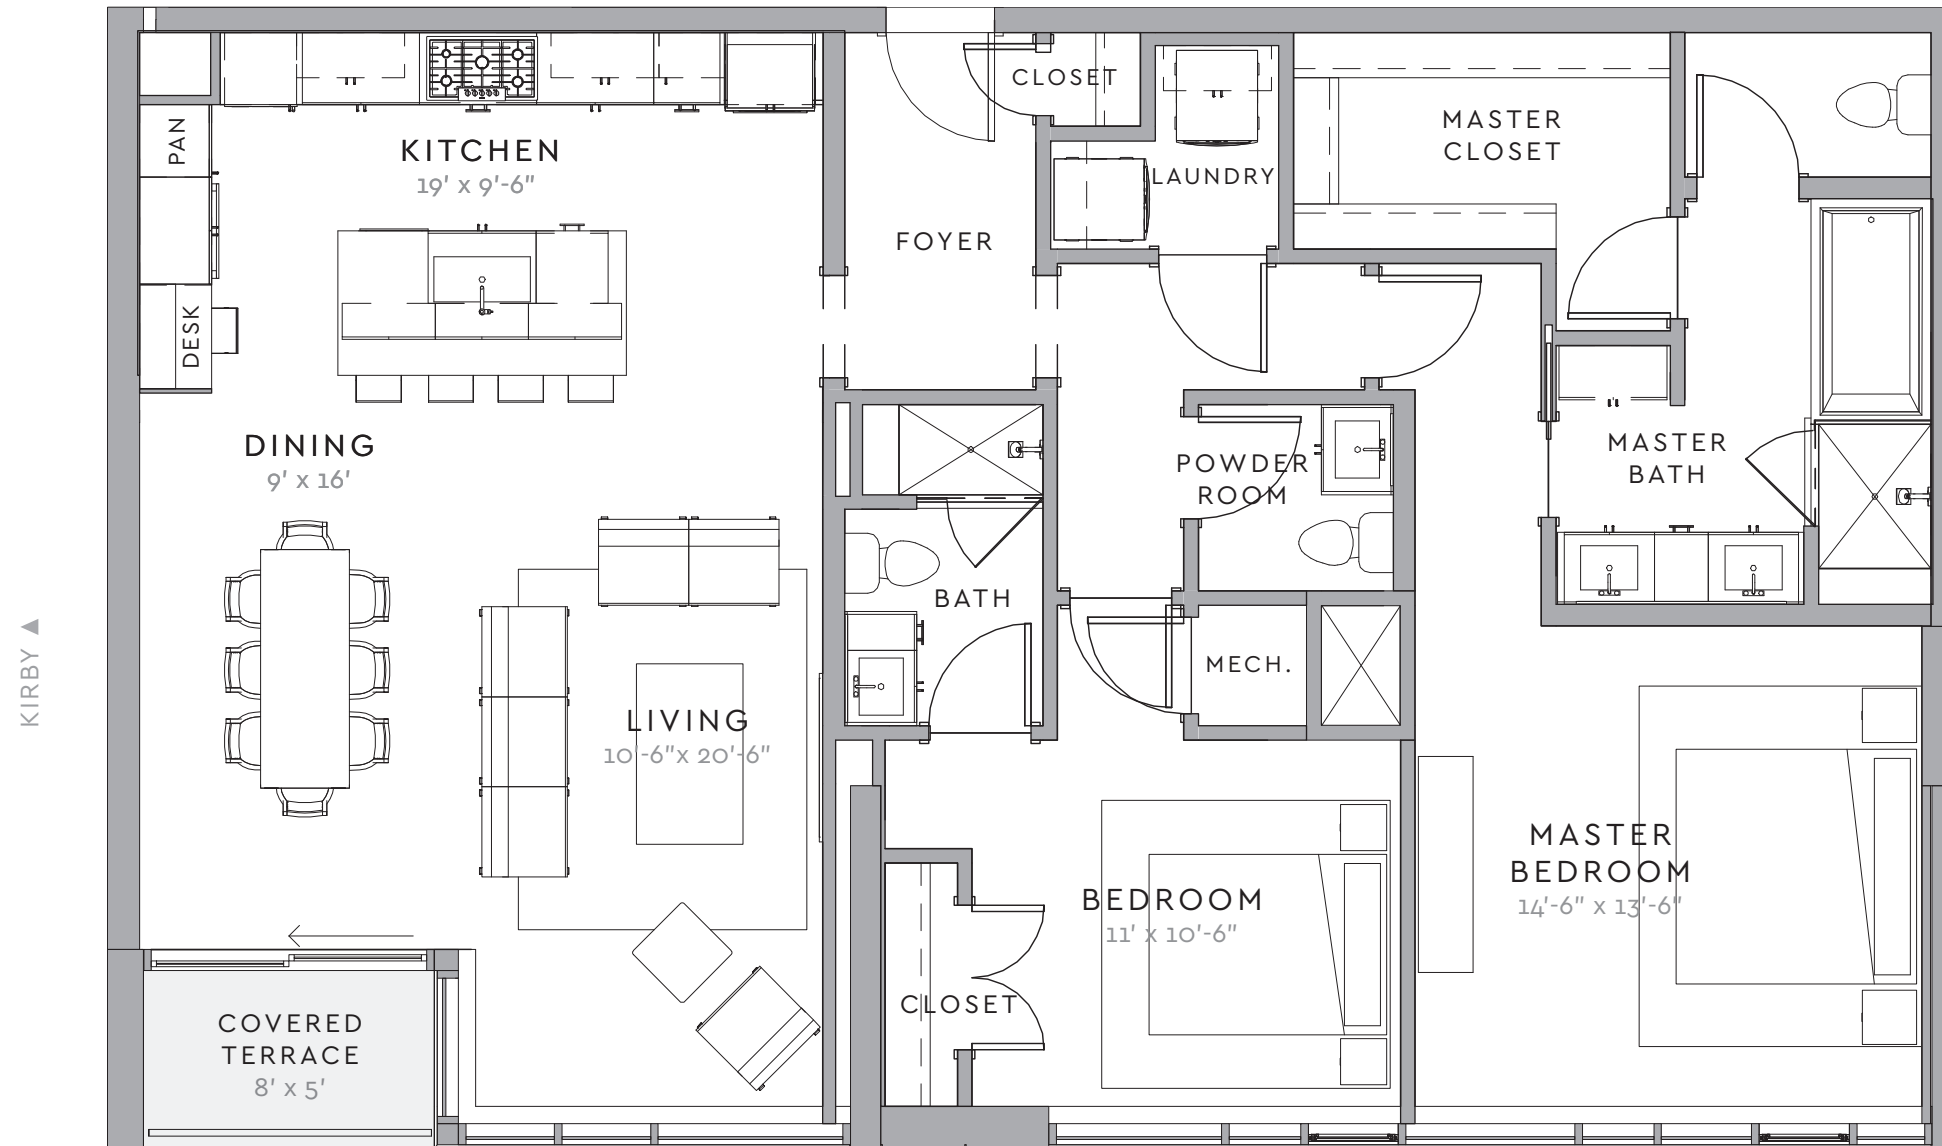 CLOSET
MASTER
CLOSET
PAN
KITCHEN
19' x 9'-6"
LAUNDRY
FOYER
DESK
DINING
9' x 16'
POWDER
ROOM
MASTER
BATH
BATH
KIRBY ▲
MECH.
LIVING
10'-6"x 20'-6"
MASTER
BEDROOM
14'-6" x 13'-6"
BEDROOM
11' x 10'-6"
CLOSET
COVERED
TERRACE
8' x 5'